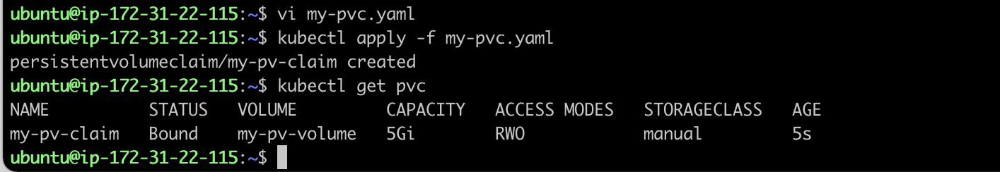 ubuntu@ip-172-31-22-115:~$ vi my-pvc.yaml
ubuntu@ip-172-31-22-115:~$ kubectl apply -f my-pvc.yaml
persistentvolumeclaim/my-pv-claim created
ubuntu@ip-172-31-22-115:~$ kubectl get pvc
NAME          STATUS   VOLUME         CAPACITY   ACCESS MODES   STORAGECLASS   AGE
my-pv-claim   Bound    my-pv-volume   5Gi        RWO            manual         5s
ubuntu@ip-172-31-22-115:~$